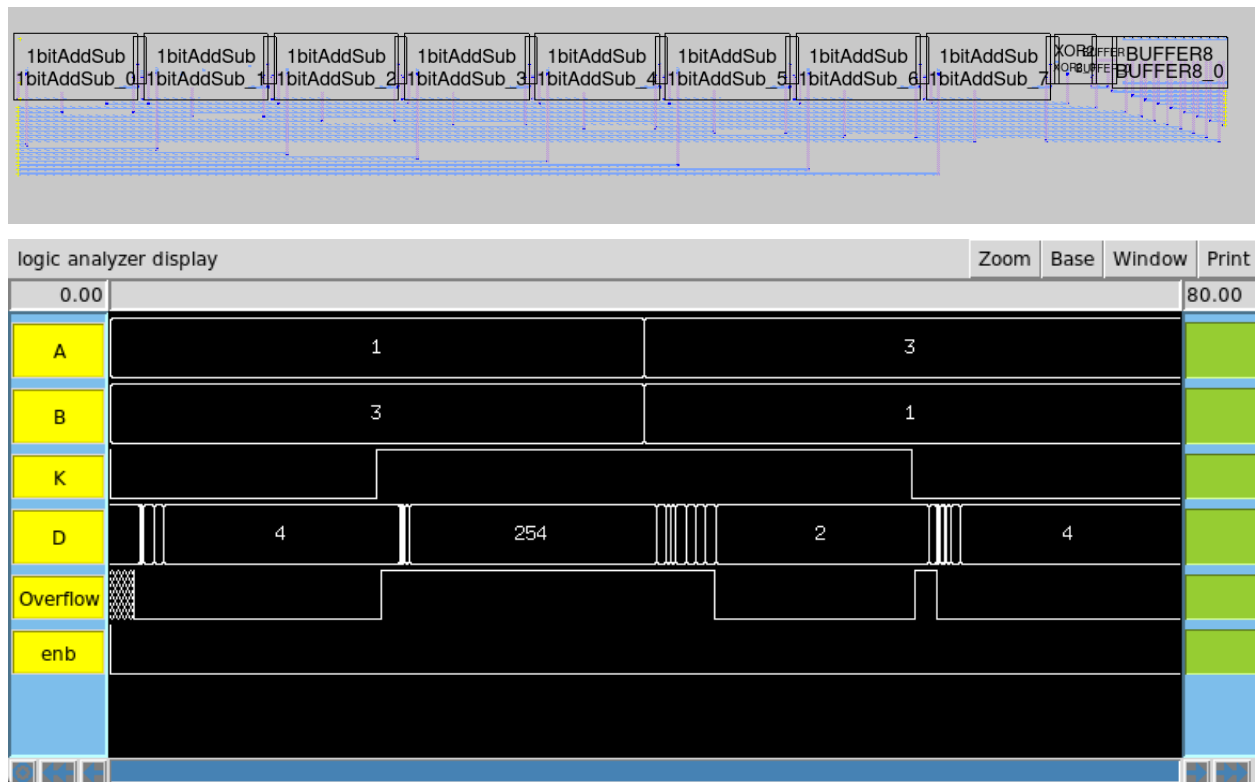 1bitAddSub 1bitAddSub 1bitAddSub 1bitAddSub 1bitAddSub 1bitAddSub 1bitAddSub 1bitAddSub XOR2 BUFFER BUFFER8
1bitAddSub_0 1bitAddSub_1 1bitAddSub_2 1bitAddSub_3 1bitAddSub_4 1bitAddSub_5 1bitAddSub_6 1bitAddSub_7 BUFFER8_0
logic analyzer display Zoom Base Window Print
0.00 80.00
A 1 3
B 3 1
K
D 4 254 2 4
Overflow
enb